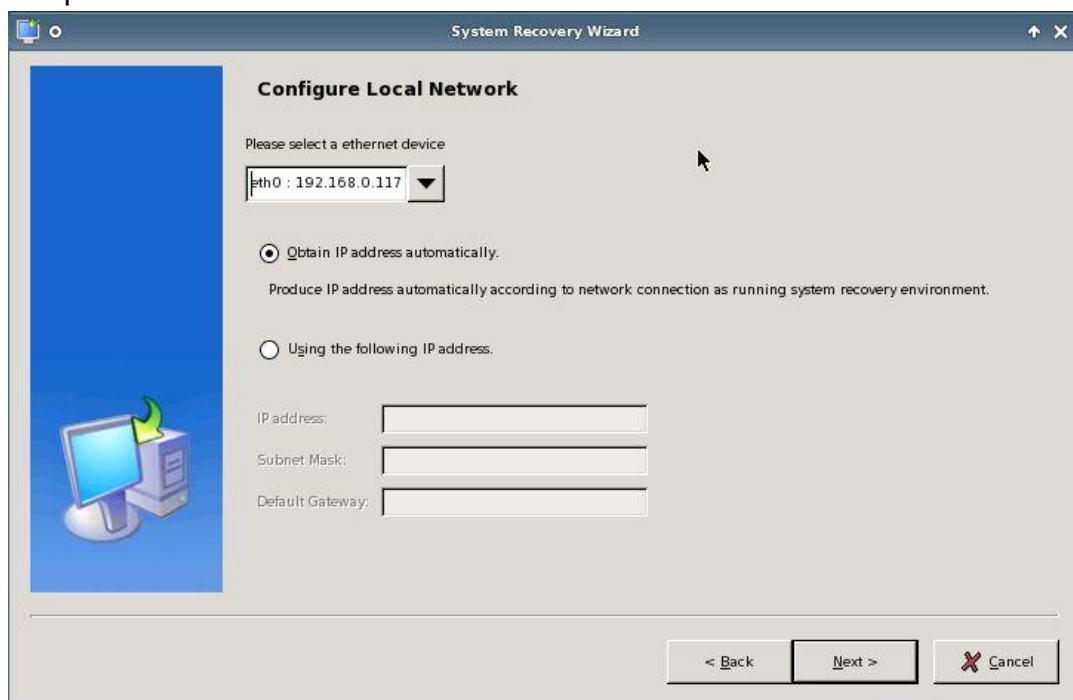 System Recovery Wizard
Configure Local Network
Please select a ethernet device
eth0 : 192.168.0.117
Obtain IP address automatically.
Produce IP address automatically according to network connection as running system recovery environment.
Using the following IP address.
IP address:
Subnet Mask:
Default Gateway:
< Back
Next >
Cancel